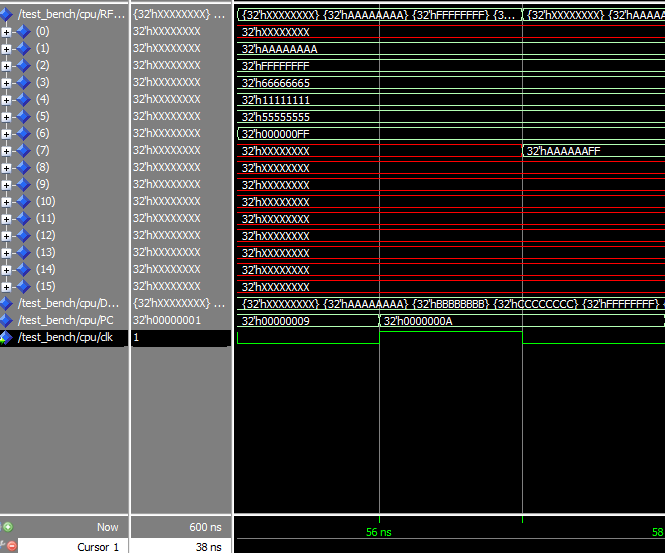 /test_bench/cpu/RF... {32'hXXXXXXXX} ... {32'hXXXXXXXX} {32'hAAAAAAAA} {32'hFFFFFFFF} {3... {32'hXXXXXXXX} {32'hAAAAA
(0) 32'hXXXXXXXX 32'hXXXXXXXX
(1) 32'hXXXXXXXX 32'hAAAAAAAA
(2) 32'hXXXXXXXX 32'hFFFFFFFF
(3) 32'hXXXXXXXX 32'h66666665
(4) 32'hXXXXXXXX 32'h11111111
(5) 32'hXXXXXXXX 32'h55555555
(6) 32'hXXXXXXXX 32'h000000FF
(7) 32'hXXXXXXXX 32'hXXXXXXXX 32'hAAAAAAFF
(8) 32'hXXXXXXXX 32'hXXXXXXXX
(9) 32'hXXXXXXXX 32'hXXXXXXXX
(10) 32'hXXXXXXXX 32'hXXXXXXXX
(11) 32'hXXXXXXXX 32'hXXXXXXXX
(12) 32'hXXXXXXXX 32'hXXXXXXXX
(13) 32'hXXXXXXXX 32'hXXXXXXXX
(14) 32'hXXXXXXXX 32'hXXXXXXXX
(15) 32'hXXXXXXXX 32'hXXXXXXXX
/test_bench/cpu/D... {32'hXXXXXXXX} ... {32'hXXXXXXXX} {32'hAAAAAAAA} {32'hBBBBBBBB} {32'hCCCCCCCC} {32'hFFFFFFFF} {
/test_bench/cpu/PC 32'h00000001 32'h00000009 32'h0000000A
/test_bench/cpu/clk 1
Now 600 ns 56 ns 58
Cursor 1 38 ns